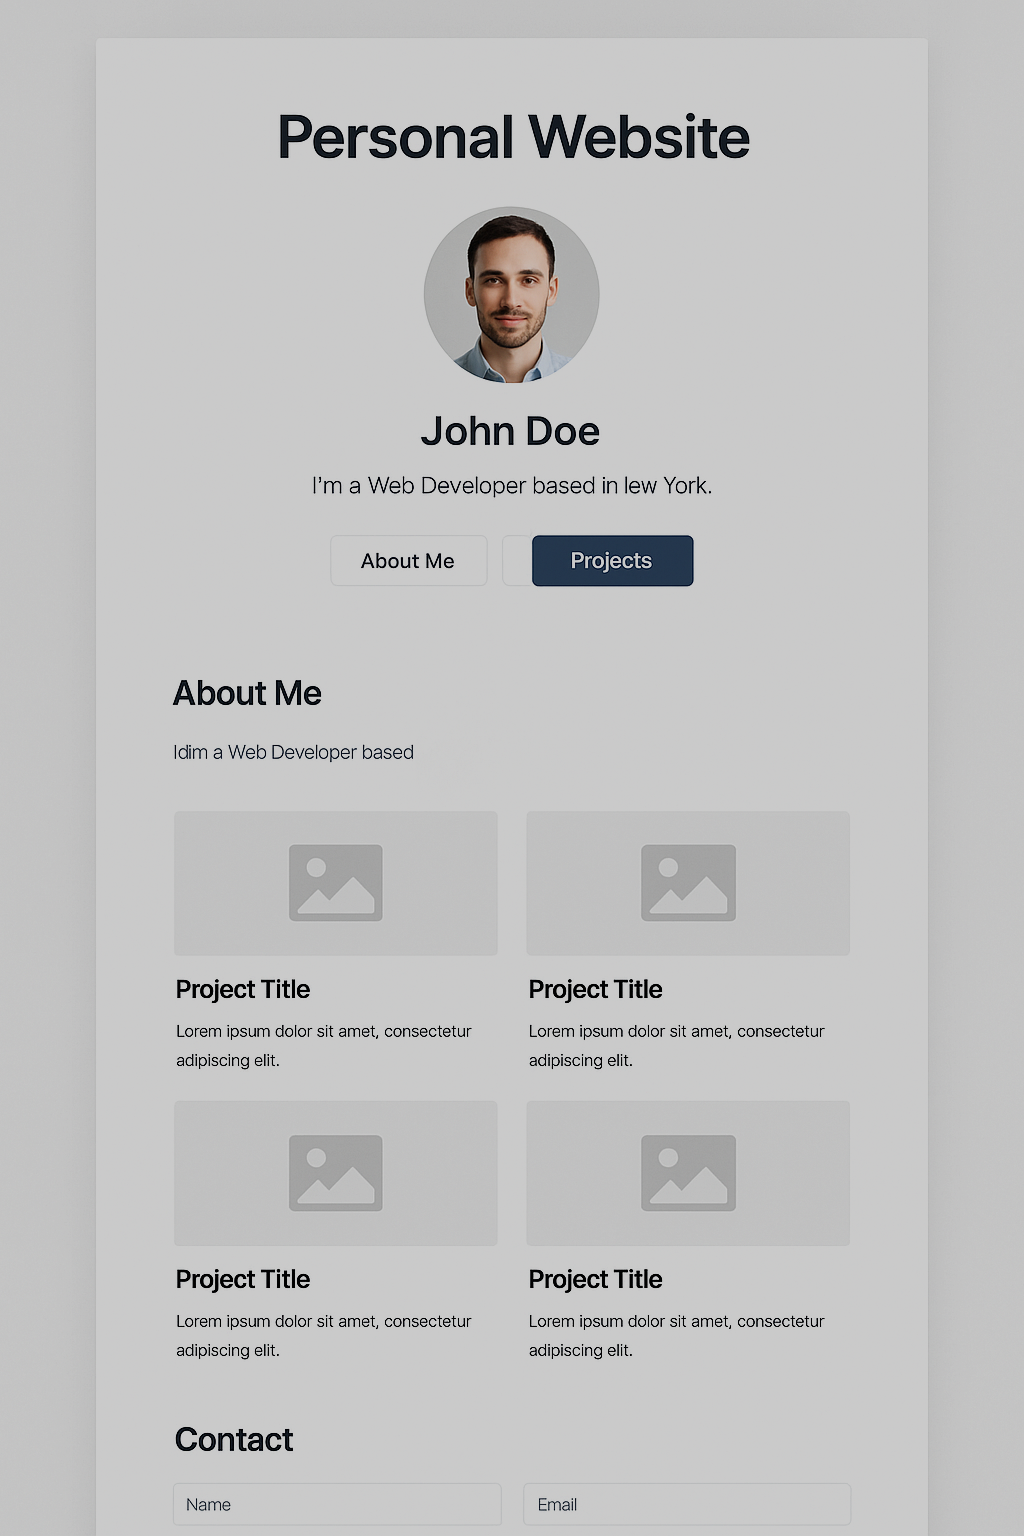 Personal Website
John Doe
I'm a Web Developer based in lew York.
About Me
Projects
About Me
Idim a Web Developer based
Project Title
Lorem ipsum dolor sit amet, consectetur
adipiscing elit.
Project Title
Lorem ipsum dolor sit amet, consectetur
adipiscing elit.
Project Title
Lorem ipsum dolor sit amet, consectetur
adipiscing elit.
Project Title
Lorem ipsum dolor sit amet, consectetur
adipiscing elit.
Contact
Name
Email